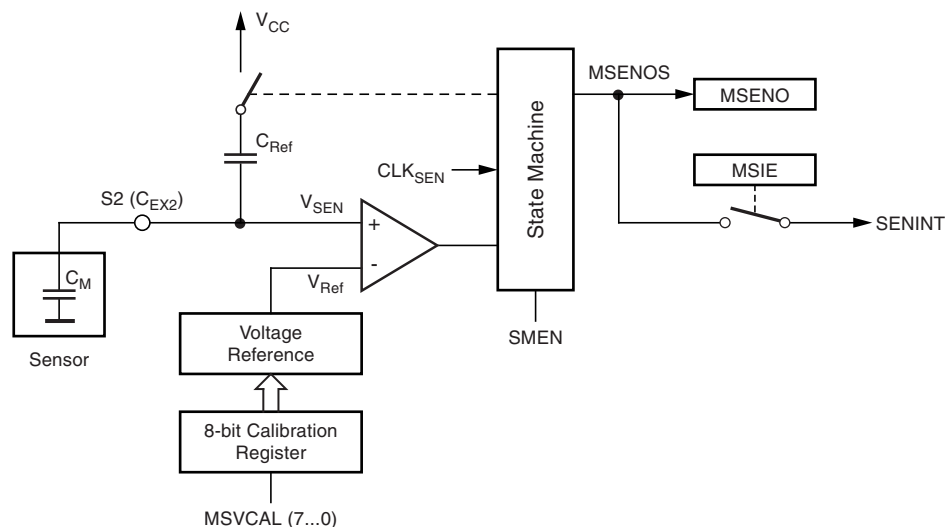 V_CC
MSENOS
MSENO
C_Ref
CLK_SEN
State Machine
MSIE
S2 (C_EX2)
V_SEN
SENINT
+
-
C_M
V_Ref
Sensor
Voltage
Reference
SMEN
8-bit Calibration
Register
MSVCAL (7...0)